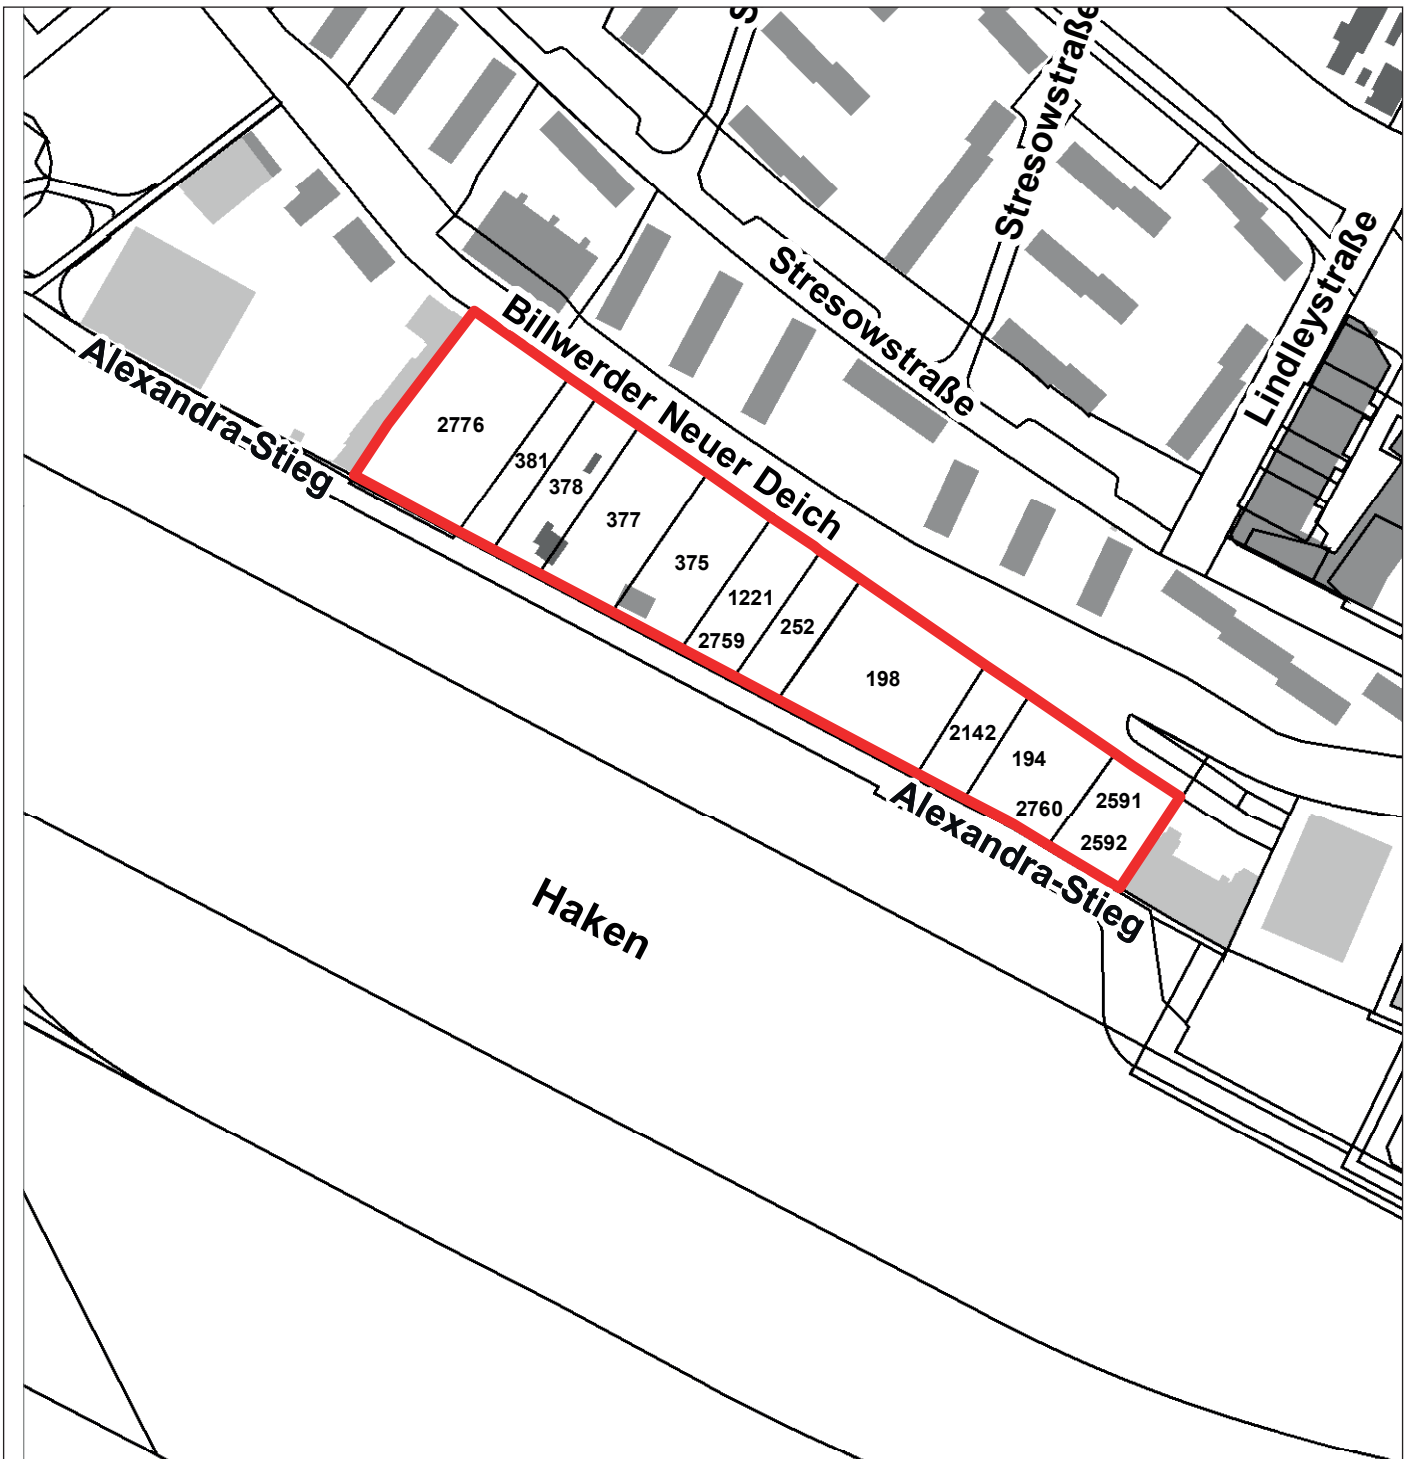 S
Stresowstraße
Lindleystraße
Stresowstraße
Billwerder Neuer Deich
Alexandra-Stieg
2776
381
378
377
375
1221
2759
252
198
2142
194
2760
2591
2592
Alexandra-Stieg
Haken